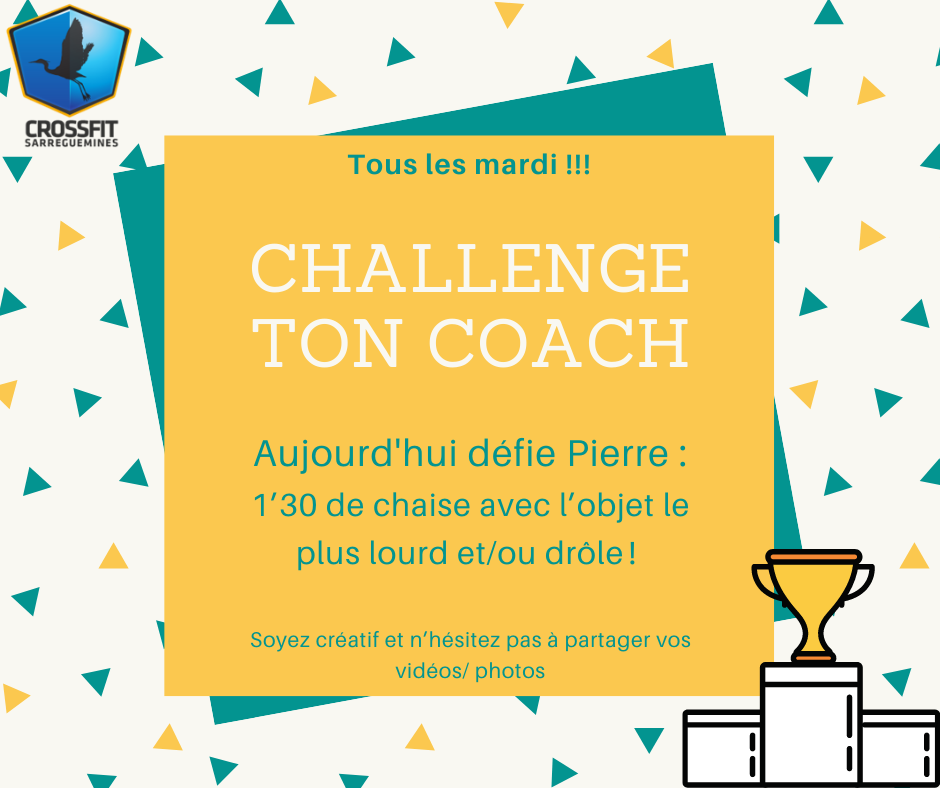 CROSSFIT
SARREGUEMINES
Tous les mardi !!!
CHALLENGE
TON COACH
Aujourd'hui défie Pierre :
1’30 de chaise avec l’objet le
plus lourd et/ou drôle !
Soyez créatif et n’hésitez pas à partager vos
vidéos/ photos